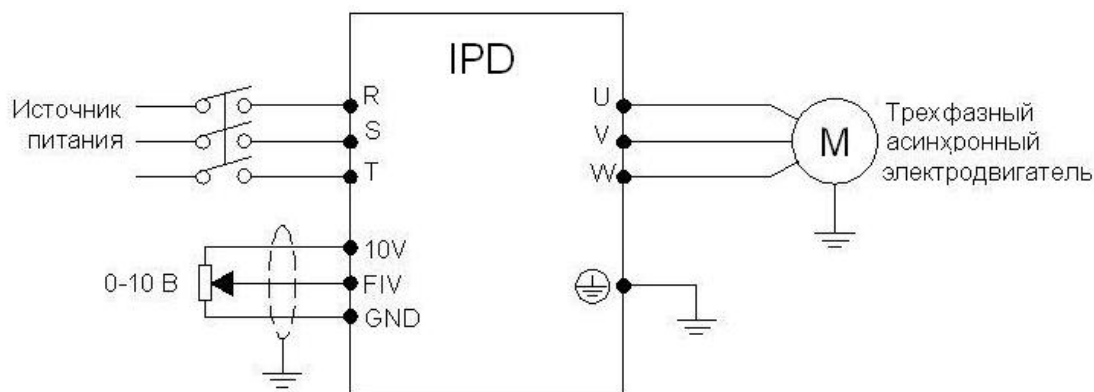 IPD
Источник
питания
R
S
T
U
V
W
M
Трехфазный
асинхронный
электродвигатель
0-10 В
10V
FIV
GND